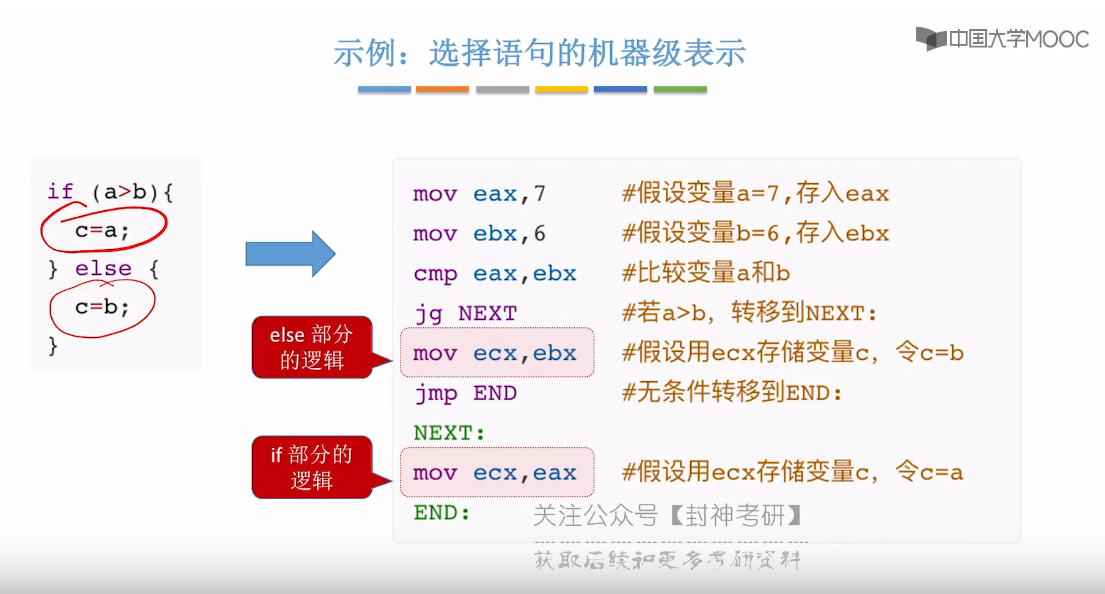 示例：选择语句的机器级表示
中国大学MOOC
if (a>b){
c=a;
} else {
c=b;
}
mov eax,7 #假设变量a=7,存入eax
mov ebx,6 #假设变量b=6,存入ebx
cmp eax,ebx #比较变量a和b
jg NEXT #若a>b，转移到NEXT:
else 部分
的逻辑
mov ecx,ebx #假设用ecx存储变量c，令c=b
jmp END #无条件转移到END:
NEXT:
if 部分的
逻辑
mov ecx,eax #假设用ecx存储变量c，令c=a
END:
关注公众号【封神考研】
获取后续和更多考研资料